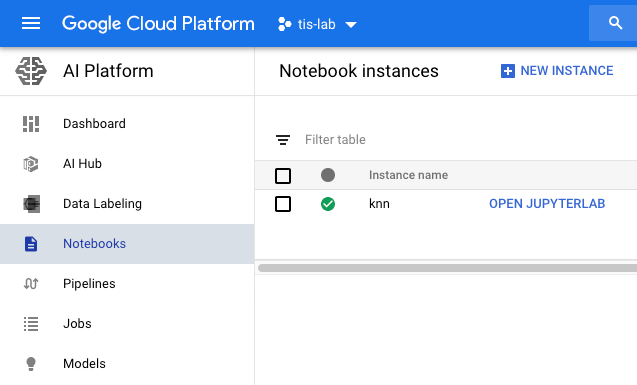 Google Cloud Platform tis-lab
AI Platform
Notebook instances NEW INSTANCE
Dashboard
AI Hub
Data Labeling
Notebooks
Pipelines
Jobs
Models
Filter table
Instance name
knn OPEN JUPYTERLAB